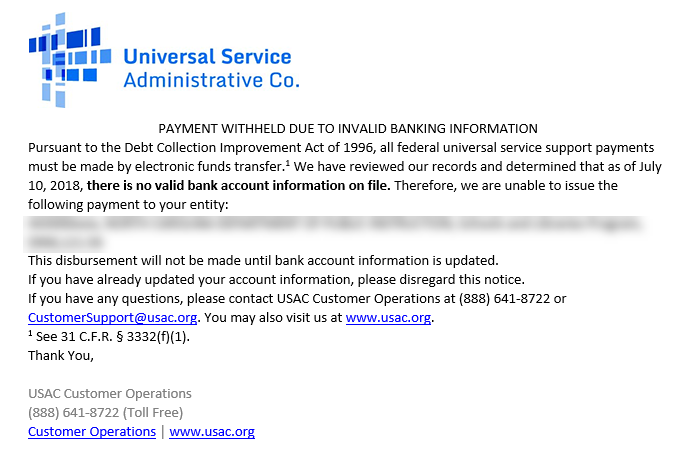 Universal Service
Administrative Co.
PAYMENT WITHHELD DUE TO INVALID BANKING INFORMATION
Pursuant to the Debt Collection Improvement Act of 1996, all federal universal service support payments
must be made by electronic funds transfer.¹ We have reviewed our records and determined that as of July
10, 2018, there is no valid bank account information on file. Therefore, we are unable to issue the
following payment to your entity:
This disbursement will not be made until bank account information is updated.
If you have already updated your account information, please disregard this notice.
If you have any questions, please contact USAC Customer Operations at (888) 641-8722 or
CustomerSupport@usac.org. You may also visit us at www.usac.org.
¹ See 31 C.F.R. § 3332(f)(1).
Thank You,
USAC Customer Operations
(888) 641-8722 (Toll Free)
Customer Operations | www.usac.org